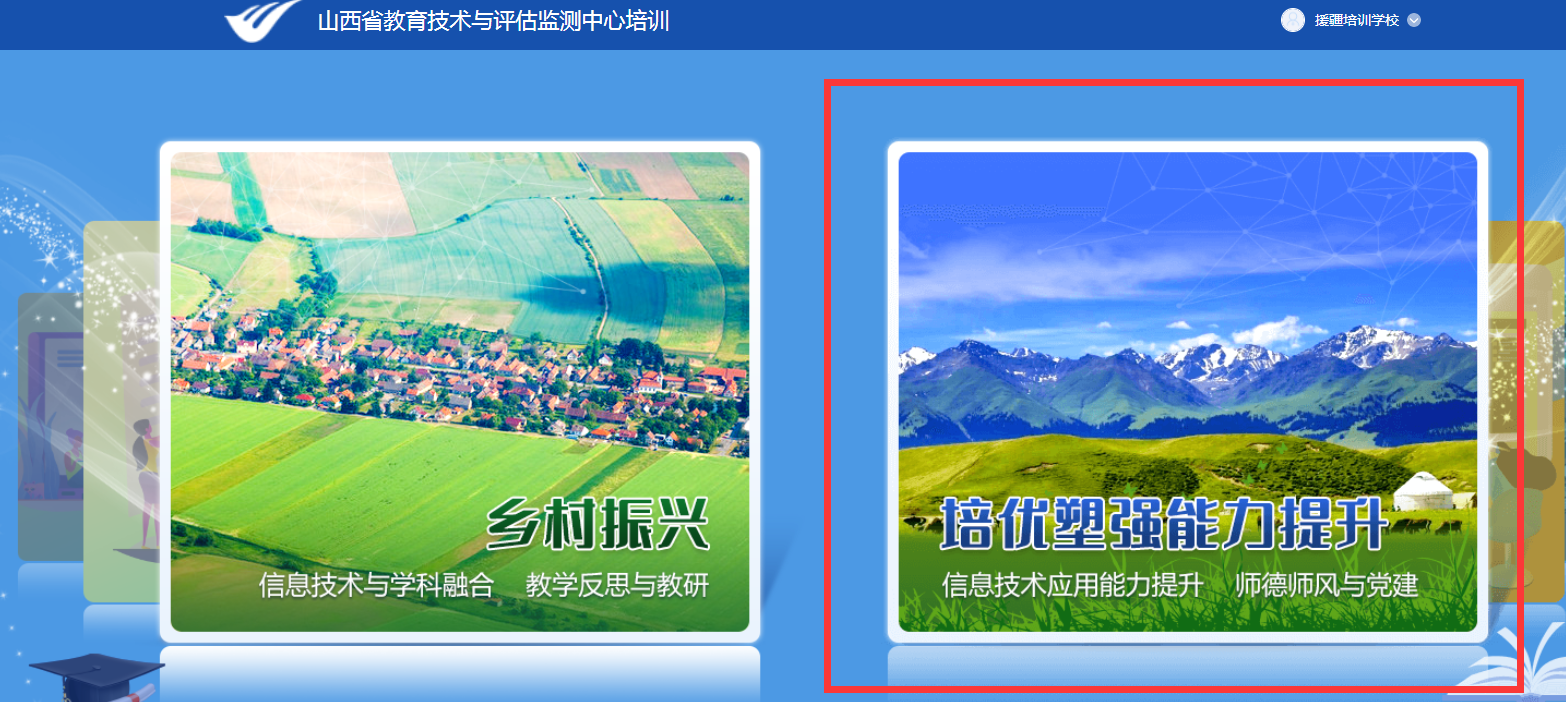 山西省教育技术与评估监测中心培训
援疆培训学校
乡村振兴
信息技术与学科融合 教学反思与教研
培优塑强能力提升
信息技术应用能力提升 师德师风与党建